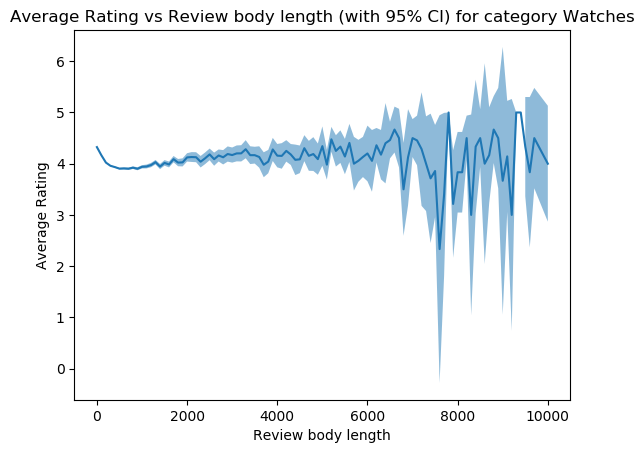 Average Rating vs Review body length (with 95% CI) for category Watches
6
5
4
3
2
1
0
Average Rating
0 2000 4000 6000 8000 10000
Review body length